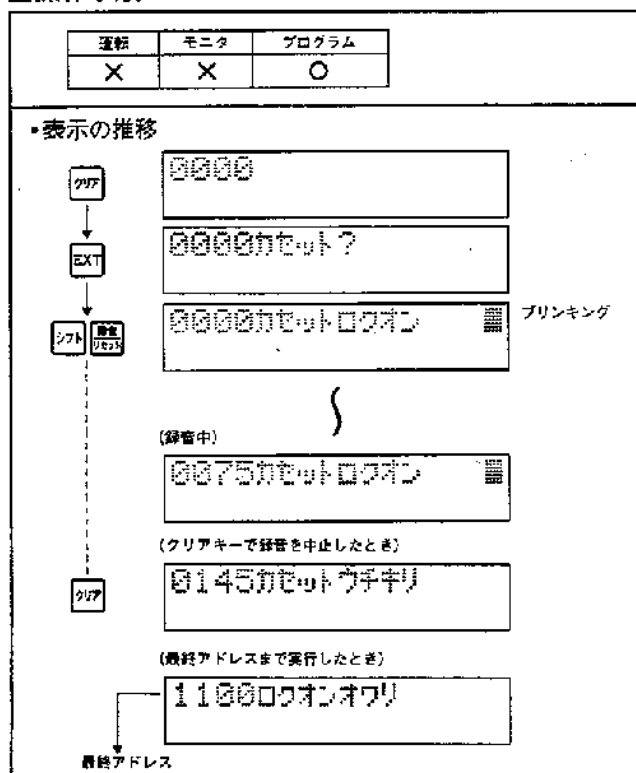 運転 モニタ プログラム
× × ○
・表示の推移
クリア
0000
EXT
0000カセット?
シフト 録音 リセット
0000カセットロクオン ブリンキング
(録音中)
0075カセットロクオン
(クリアキーで録音を中止したとき)
クリア
0145カセットウチキリ
(最終アドレスまで実行したとき)
1100ロクオンオワリ
最終アドレス